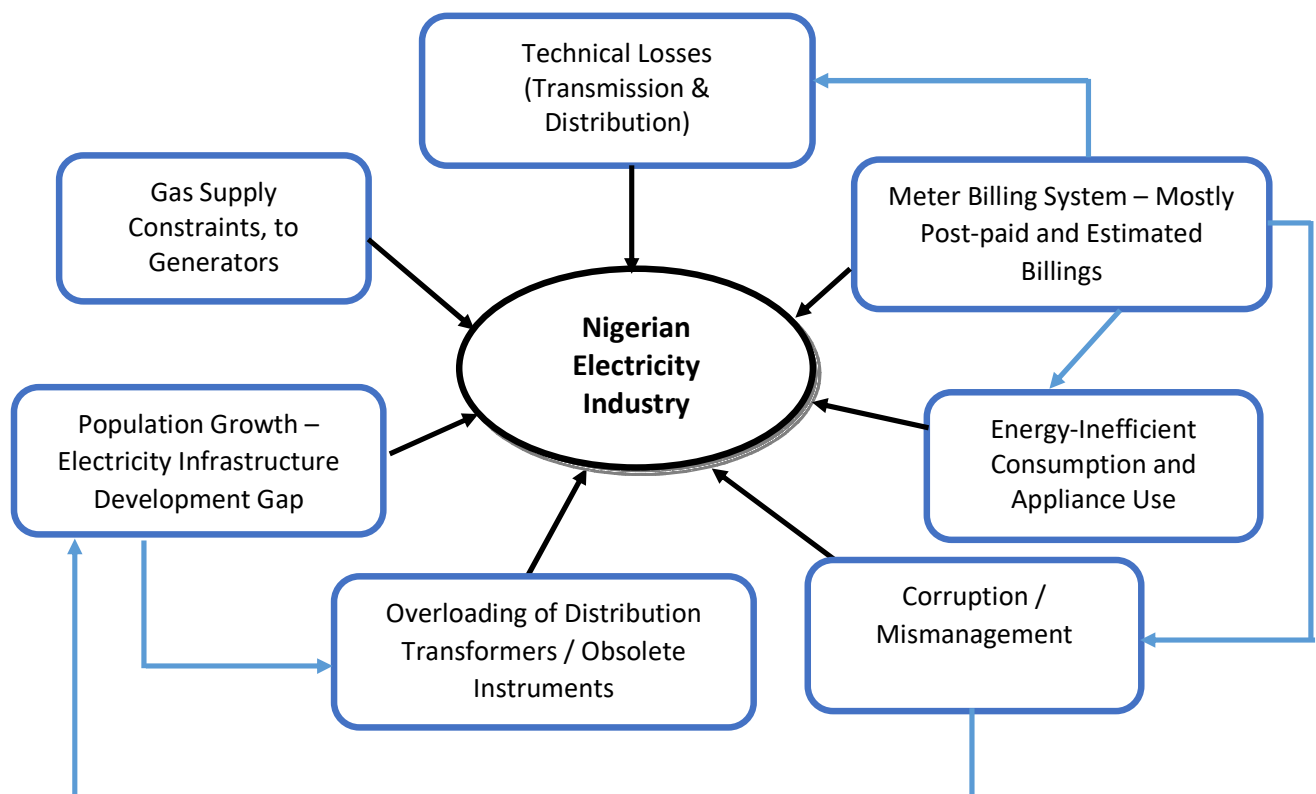 Technical Losses
(Transmission &
Distribution)
Gas Supply
Constraints, to
Generators
Meter Billing System – Mostly
Post-paid and Estimated
Billings
Nigerian
Electricity
Industry
Population Growth –
Electricity Infrastructure
Development Gap
Energy-Inefficient
Consumption and
Appliance Use
Overloading of Distribution
Transformers / Obsolete
Instruments
Corruption /
Mismanagement